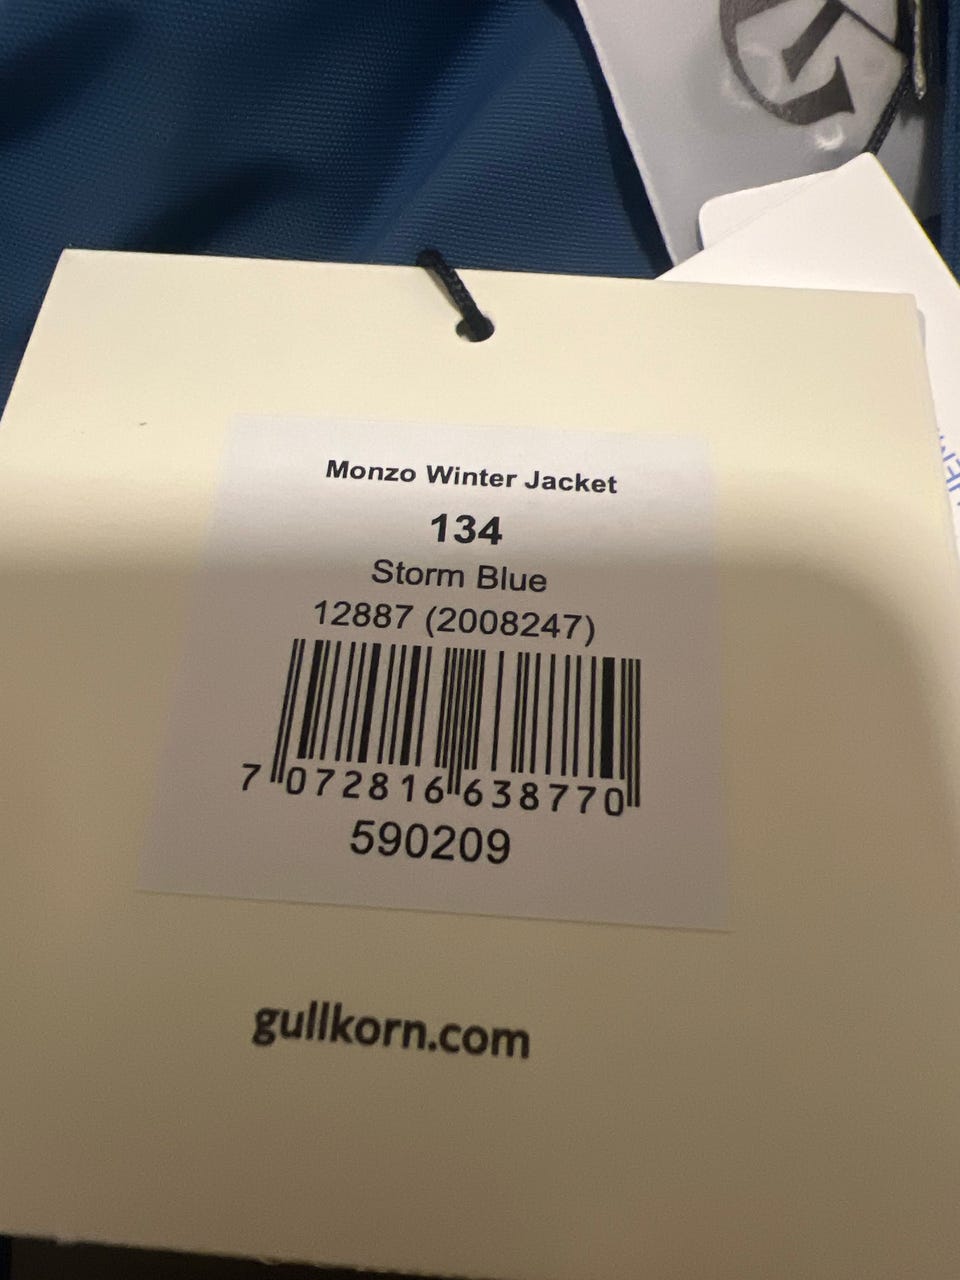 Monzo Winter Jacket
134
Storm Blue
12887 (2008247)
7 072816 638770
590209
gullkorn.com